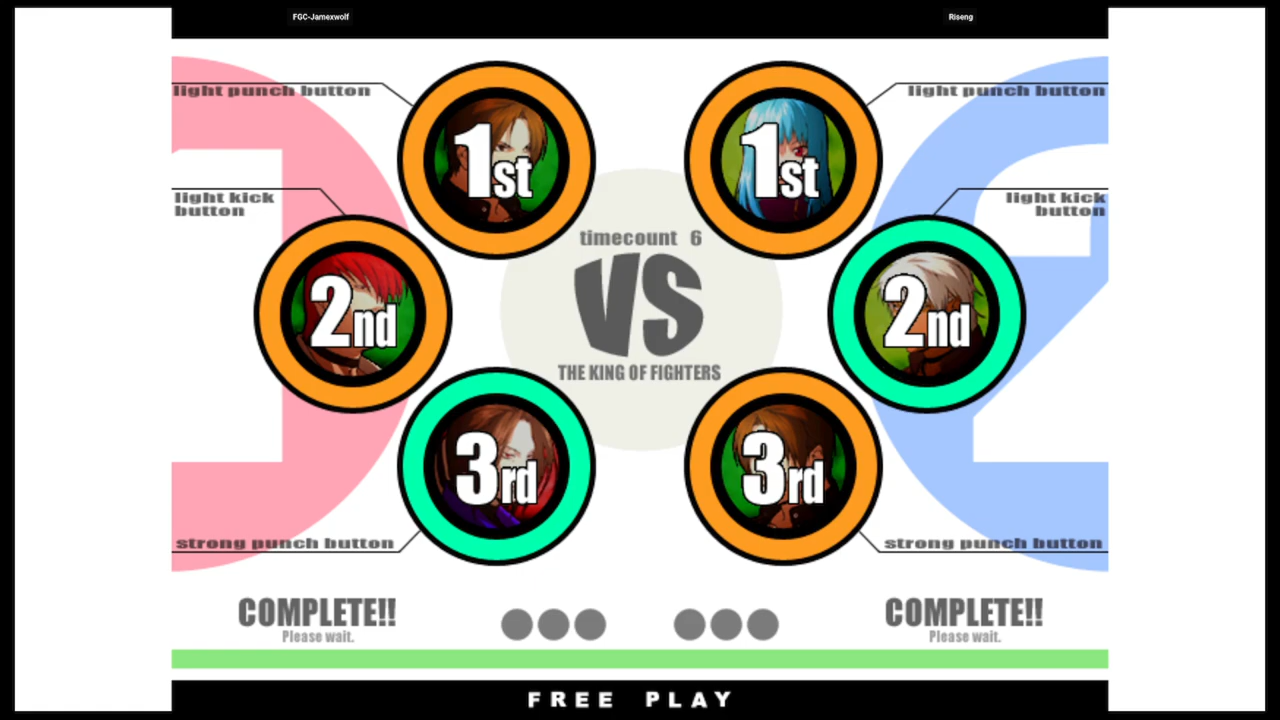 FGC-Jamexwolf
Riseng
light punch button
light punch button
1st
1st
light kick
button
light kick
button
timecount 6
VS
2nd
2nd
THE KING OF FIGHTERS
3rd
3rd
strong punch button
strong punch button
COMPLETE!!
Please wait.
COMPLETE!!
Please wait.
FREE PLAY